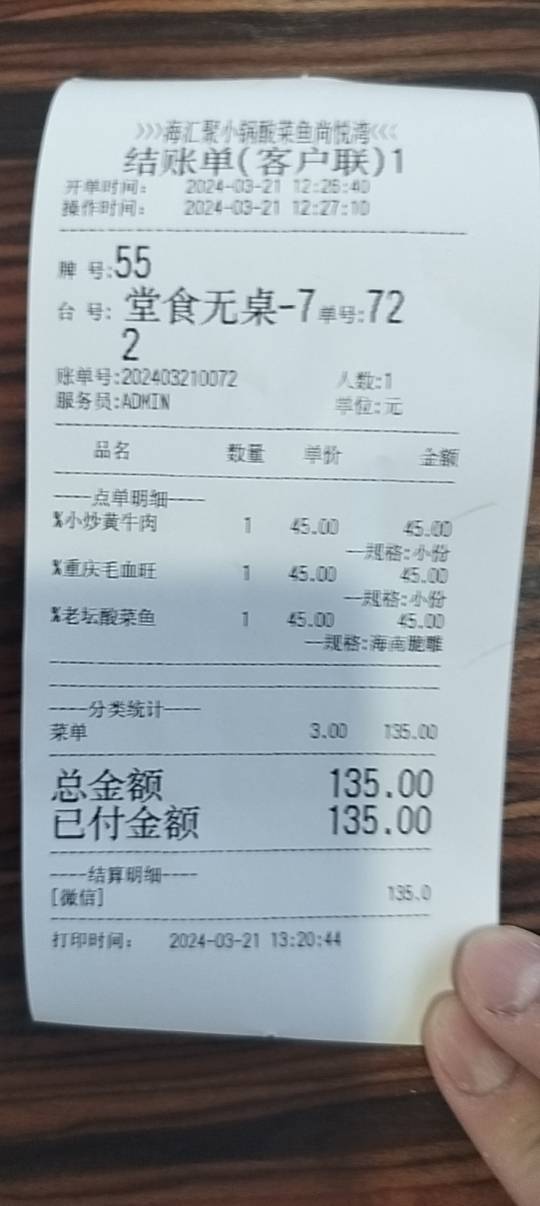 >>>海汇聚小锅酸菜鱼尚悦湾<<<
结账单(客户联)1
开单时间: 2024-03-21 12:26:40
操作时间: 2024-03-21 12:27:10
牌 号:55
台 号: 堂食无桌-7 单号:72
2
账单号:202403210072 人数:1
服务员:ADMIN 单位:元
品名 数量 单价 金额
----点单明细----
%小炒黄牛肉 1 45.00 45.00
—规格:小份
%重庆毛血旺 1 45.00 45.00
—规格:小份
%老坛酸菜鱼 1 45.00 45.00
—规格:海南
----分类统计----
菜单 3.00 135.00
总金额 135.00
已付金额 135.00
----结算明细----
[微信] 135.0
打印时间: 2024-03-21 13:20:44